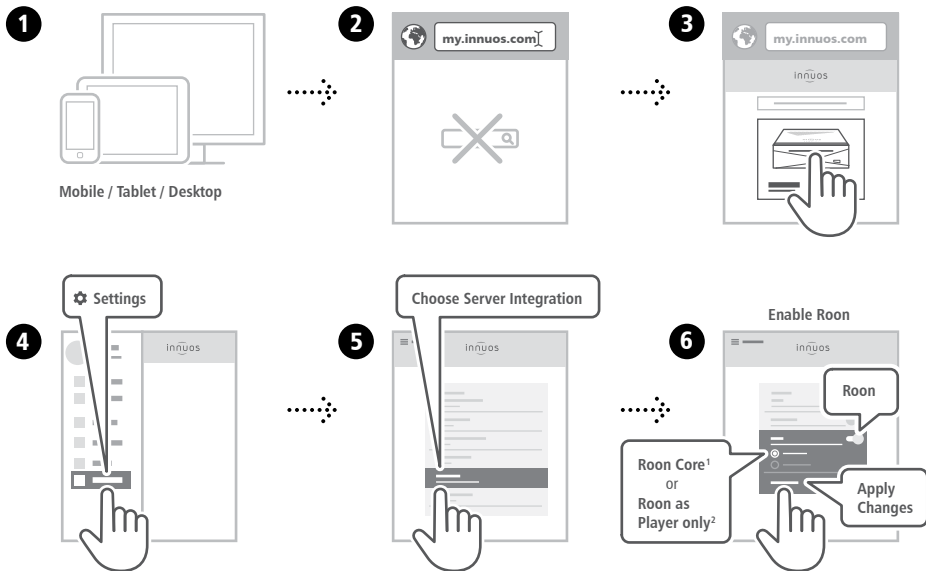 1
2
3
my.innuos.com
my.innuos.com
innuos
Mobile / Tablet / Desktop
4
Settings
innuos
5
Choose Server Integration
innuos
6
Enable Roon
innuos
Roon
Roon Core¹
or
Roon as
Player only²
Apply
Changes